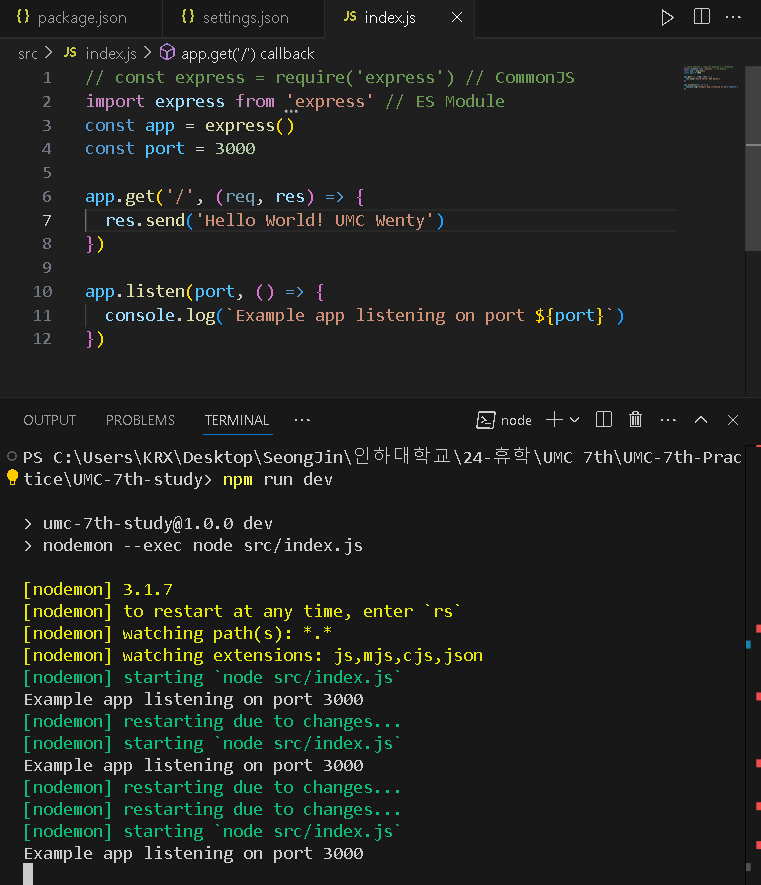 {} package.json {} settings.json JS index.js
src > JS index.js > app.get('/') callback
1 // const express = require('express') // CommonJS
2 import express from 'express' // ES Module
3 const app = express()
4 const port = 3000
5
6 app.get('/', (req, res) => {
7 res.send('Hello World! UMC Wenty')
8 })
9
10 app.listen(port, () => {
11 console.log(`Example app listening on port ${port}`)
12 })
OUTPUT PROBLEMS TERMINAL ··· node
PS C:\Users\KRX\Desktop\SeongJin\인하대학교\24-휴학\UMC 7th\UMC-7th-Prac
tice\UMC-7th-study> npm run dev
> umc-7th-study@1.0.0 dev
> nodemon --exec node src/index.js
[nodemon] 3.1.7
[nodemon] to restart at any time, enter `rs`
[nodemon] watching path(s): *.*
[nodemon] watching extensions: js,mjs,cjs,json
[nodemon] starting `node src/index.js`
Example app listening on port 3000
[nodemon] restarting due to changes...
[nodemon] starting `node src/index.js`
Example app listening on port 3000
[nodemon] restarting due to changes...
[nodemon] restarting due to changes...
[nodemon] starting `node src/index.js`
Example app listening on port 3000